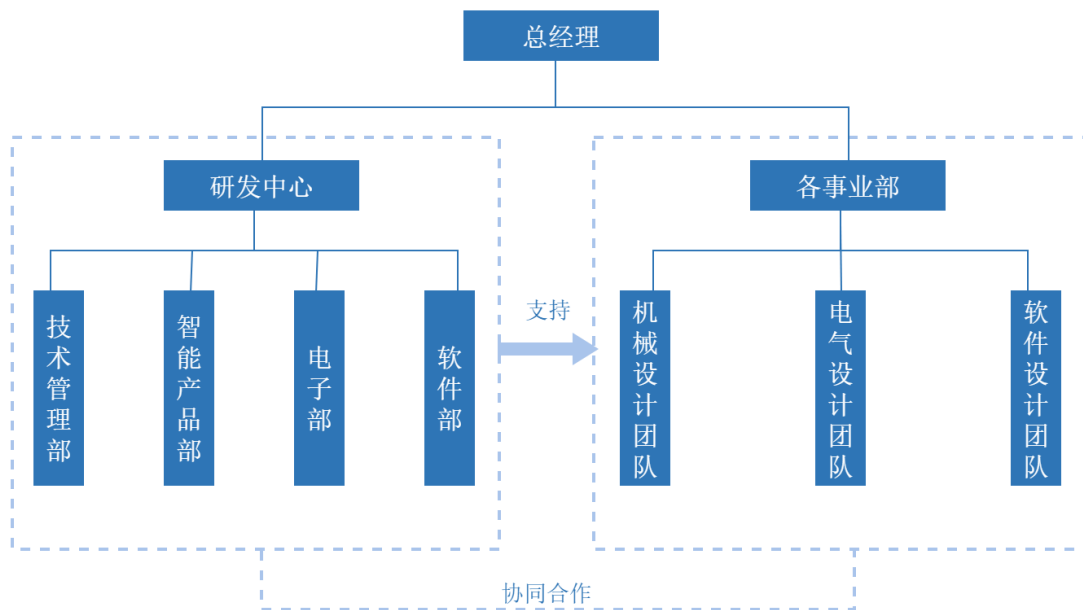 总经理
研发中心
各事业部
技术管理部
智能产品部
电子部
软件部
支持
机械设计团队
电气设计团队
软件设计团队
协同合作